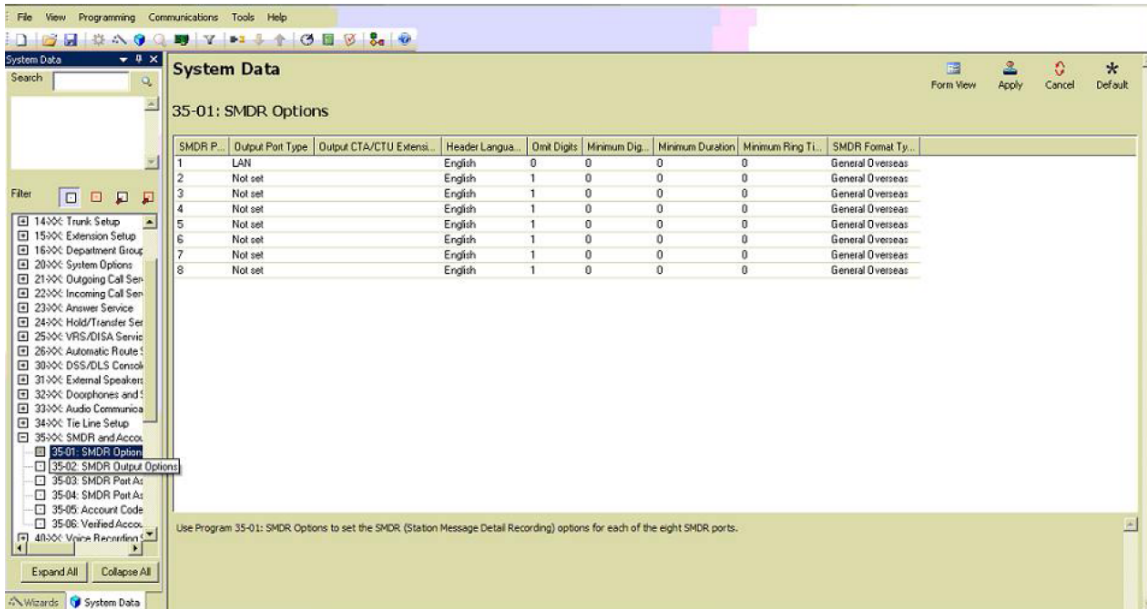 File View Programming Communications Tools Help
System Data
Search
Filter
14-XX: Trunk Setup
15-XX: Extension Setup
16-XX: Department Group
20-XX: System Options
21-XX: Outgoing Call Ser
22-XX: Incoming Call Ser
23-XX: Answer Service
24-XX: Hold/Transfer Ser
25-XX: VRS/DISA Servic
26-XX: Automatic Route S
30-XX: DSS/DLS Consol
31-XX: External Speakers
32-XX: Doorphones and S
33-XX: Audio Communica
34-XX: Tie Line Setup
35-XX: SMDR and Accou
35-01: SMDR Option
35-02: SMDR Output Options
35-03: SMDR Port As
35-04: SMDR Port As
35-05: Account Code
35-06: Verified Accou
40-XX: Voice Recording S
Expand All Collapse All
Wizards System Data
System Data
Form View Apply Cancel Default
35-01: SMDR Options
SMDR P... Output Port Type Output CTA/CTU Extensi... Header Langua... Omit Digits Minimum Dig... Minimum Duration Minimum Ring Ti... SMDR Format Ty...
1 LAN English 0 0 0 0 General Overseas
2 Not set English 1 0 0 0 General Overseas
3 Not set English 1 0 0 0 General Overseas
4 Not set English 1 0 0 0 General Overseas
5 Not set English 1 0 0 0 General Overseas
6 Not set English 1 0 0 0 General Overseas
7 Not set English 1 0 0 0 General Overseas
8 Not set English 1 0 0 0 General Overseas
Use Program 35-01: SMDR Options to set the SMDR (Station Message Detail Recording) options for each of the eight SMDR ports.